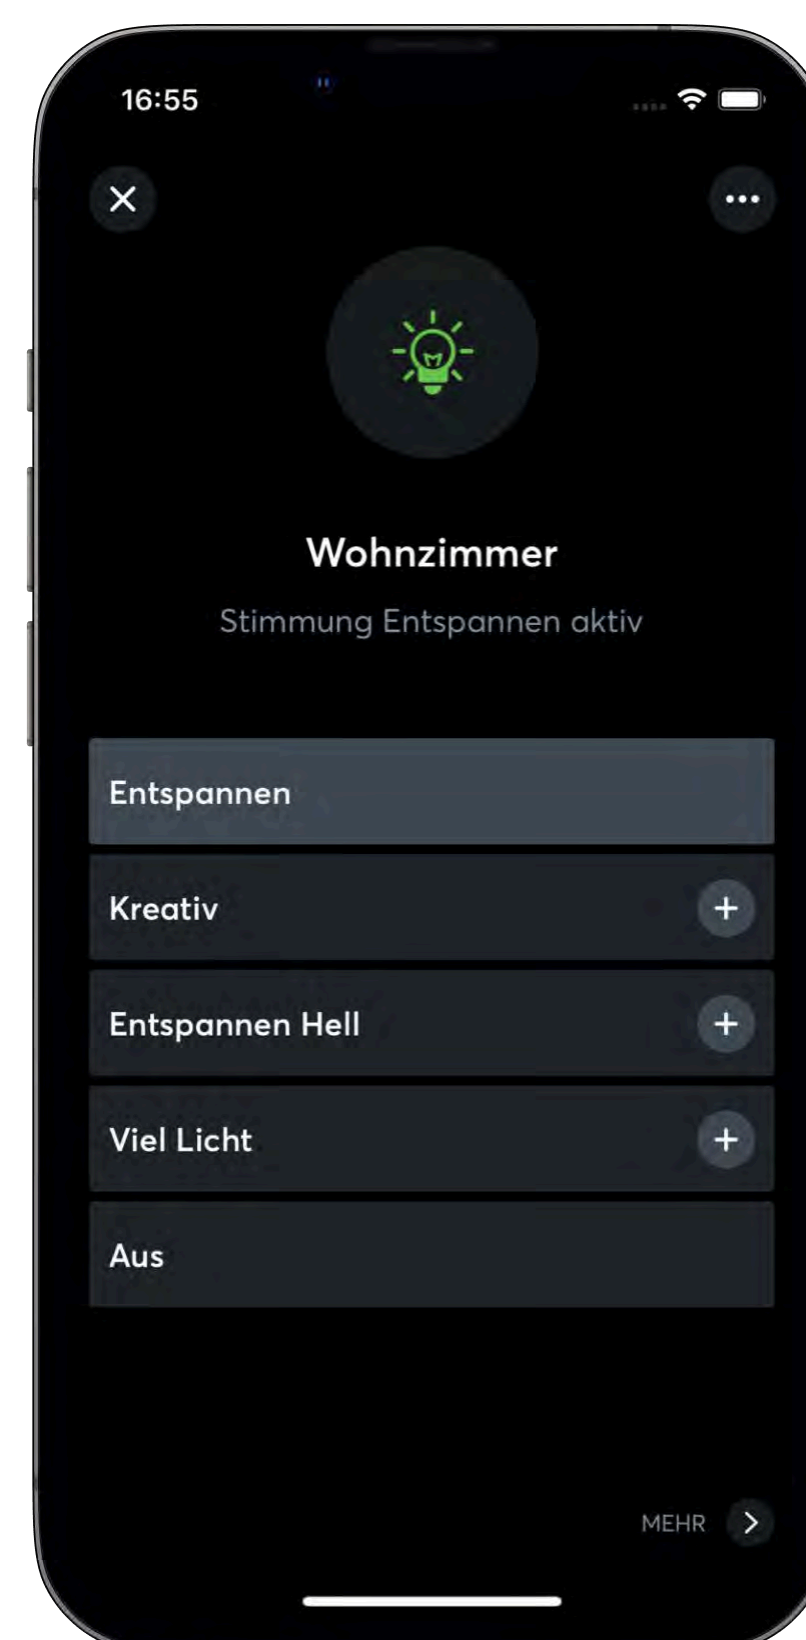 16:55
Wohnzimmer
Stimmung Entspannen aktiv
Entspannen
Kreativ
Entspannen Hell
Viel Licht
Aus
MEHR